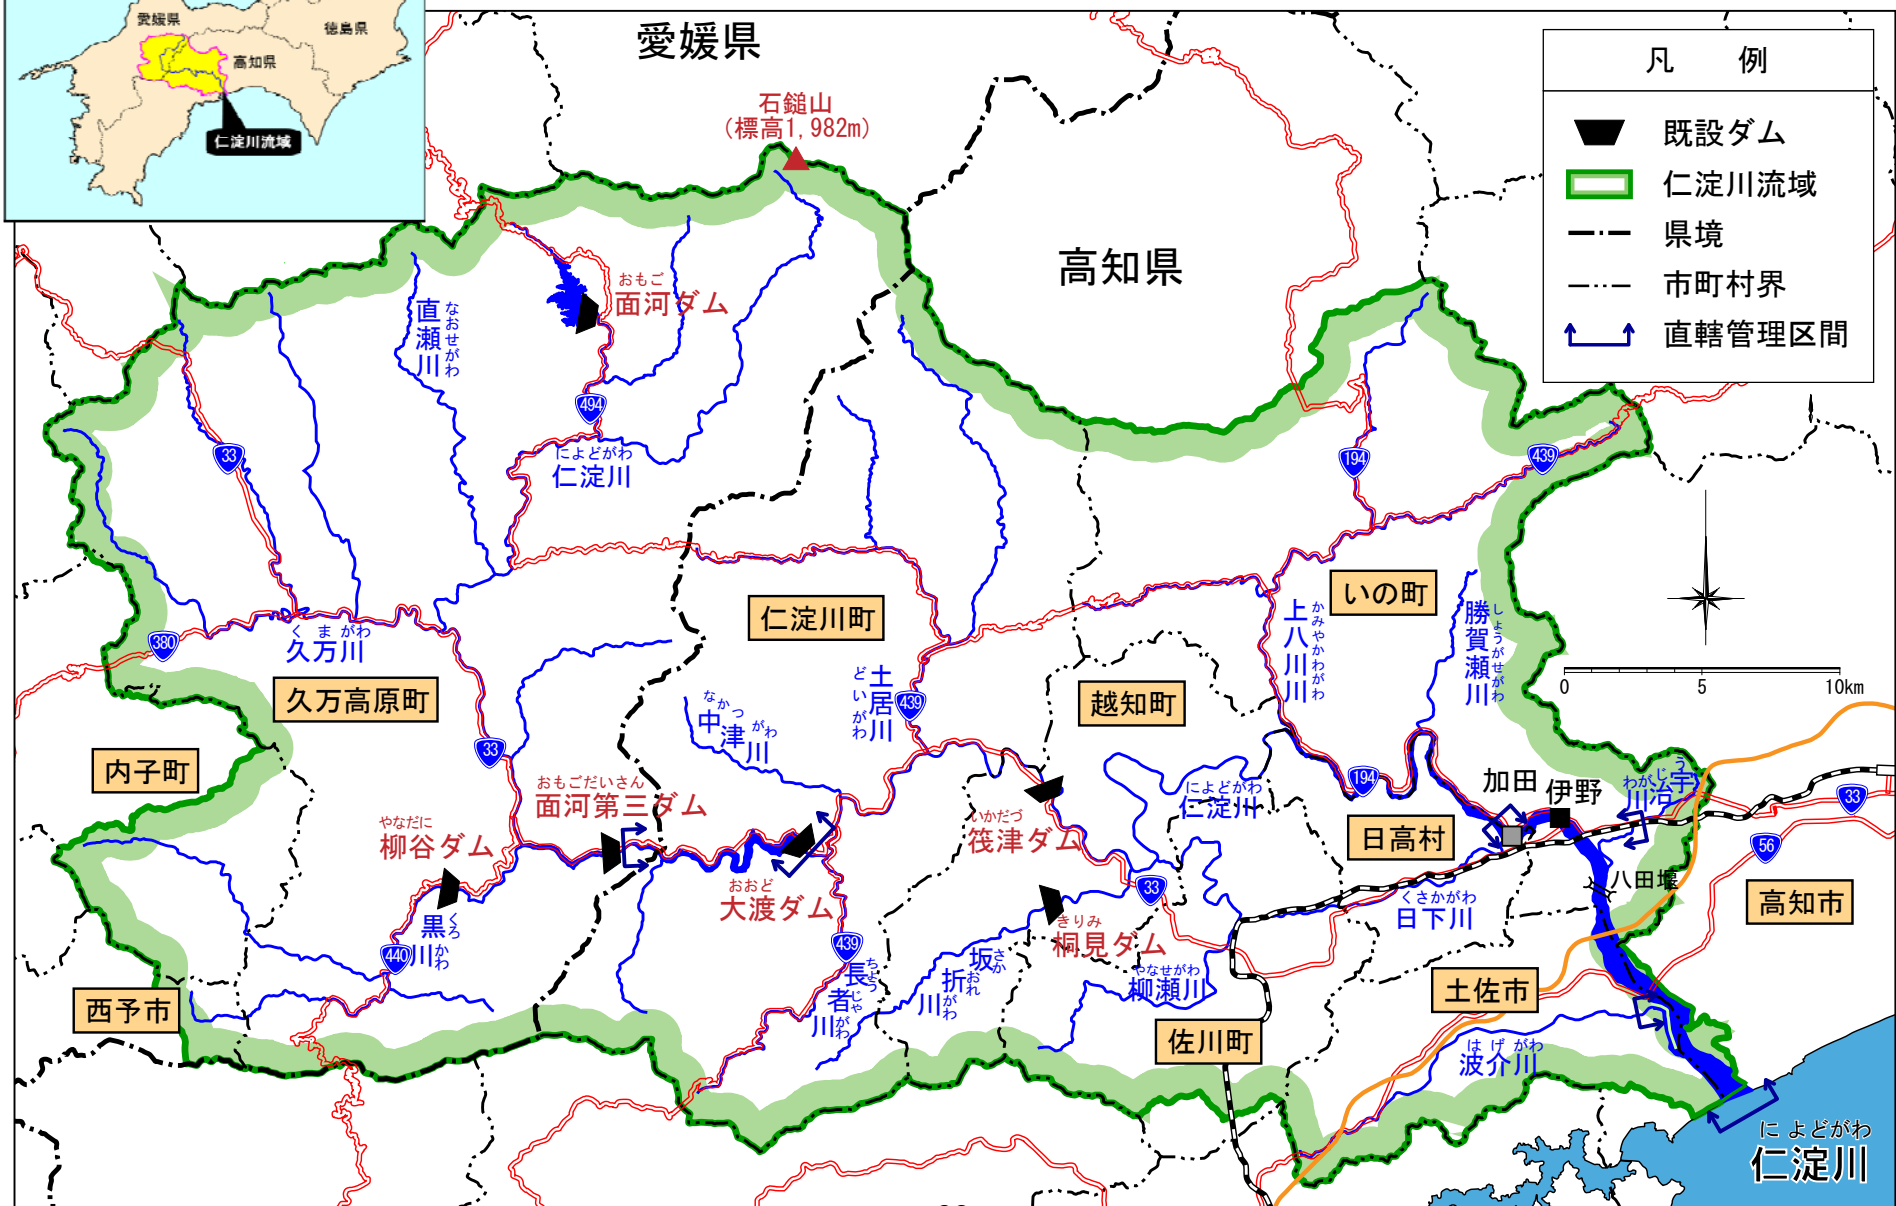 愛媛県
徳島県
高知県
仁淀川流域
愛媛県
石鎚山
(標高1,982m)
高知県
凡 例
既設ダム
仁淀川流域
県境
市町村界
直轄管理区間
おもご
面河ダム
直瀬川
なおせがわ
494
33
によどがわ
仁淀川
194
439
380
くまがわ
久万川
久万高原町
仁淀川町
いの町
上八川川
かみやかわがわ
勝賀瀬川
しょうがせがわ
0 5 10km
越知町
土居川
どいがわ
439
なかつがわ
中津川
33
内子町
おもごだいさん
面河第三ダム
やなだに
柳谷ダム
いかだづ
筏津ダム
によどがわ
仁淀川
194
加田
伊野
うじがわ
宇治川
33
日高村
56
八田堰
高知市
おおど
大渡ダム
33
きりみ
桐見ダム
くさかがわ
日下川
黒川
くろかわ
440
439
長者川
ちょうじゃがわ
坂折川
さかおれがわ
やなせがわ
柳瀬川
西予市
土佐市
佐川町
はげがわ
波介川
によどがわ
仁淀川